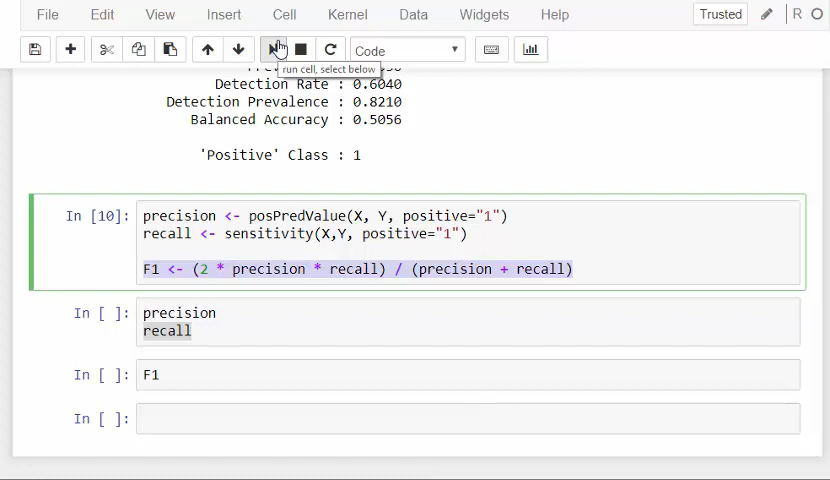 File Edit View Insert Cell Kernel Data Widgets Help Trusted R
Code
run cell, select below
Detection Rate : 0.6040
Detection Prevalence : 0.8210
Balanced Accuracy : 0.5056
'Positive' Class : 1
In [10]: precision <- posPredValue(X, Y, positive="1")
recall <- sensitivity(X,Y, positive="1")
F1 <- (2 * precision * recall) / (precision + recall)
In [ ]: precision
recall
In [ ]: F1
In [ ]: